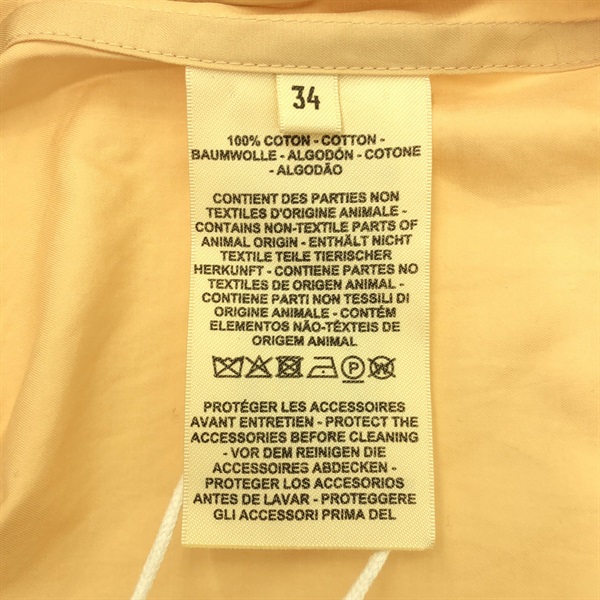 34
100% COTON - COTTON -
BAUMWOLLE - ALGODÓN - COTONE
- ALGODÃO
CONTIENT DES PARTIES NON
TEXTILES D'ORIGINE ANIMALE -
CONTAINS NON-TEXTILE PARTS OF
ANIMAL ORIGIN - ENTHÄLT NICHT
TEXTILE TEILE TIERISCHER
HERKUNFT - CONTIENE PARTES NO
TEXTILES DE ORIGEN ANIMAL -
CONTIENE PARTI NON TESSILI DI
ORIGINE ANIMALE - CONTÉM
ELEMENTOS NÃO-TÊXTEIS DE
ORIGEM ANIMAL
P W
PROTÉGER LES ACCESSOIRES
AVANT ENTRETIEN - PROTECT THE
ACCESSORIES BEFORE CLEANING
- VOR DEM REINIGEN DIE
ACCESSOIRES ABDECKEN -
PROTEGER LOS ACCESORIOS
ANTES DE LAVAR - PROTEGGERE
GLI ACCESSORI PRIMA DEL